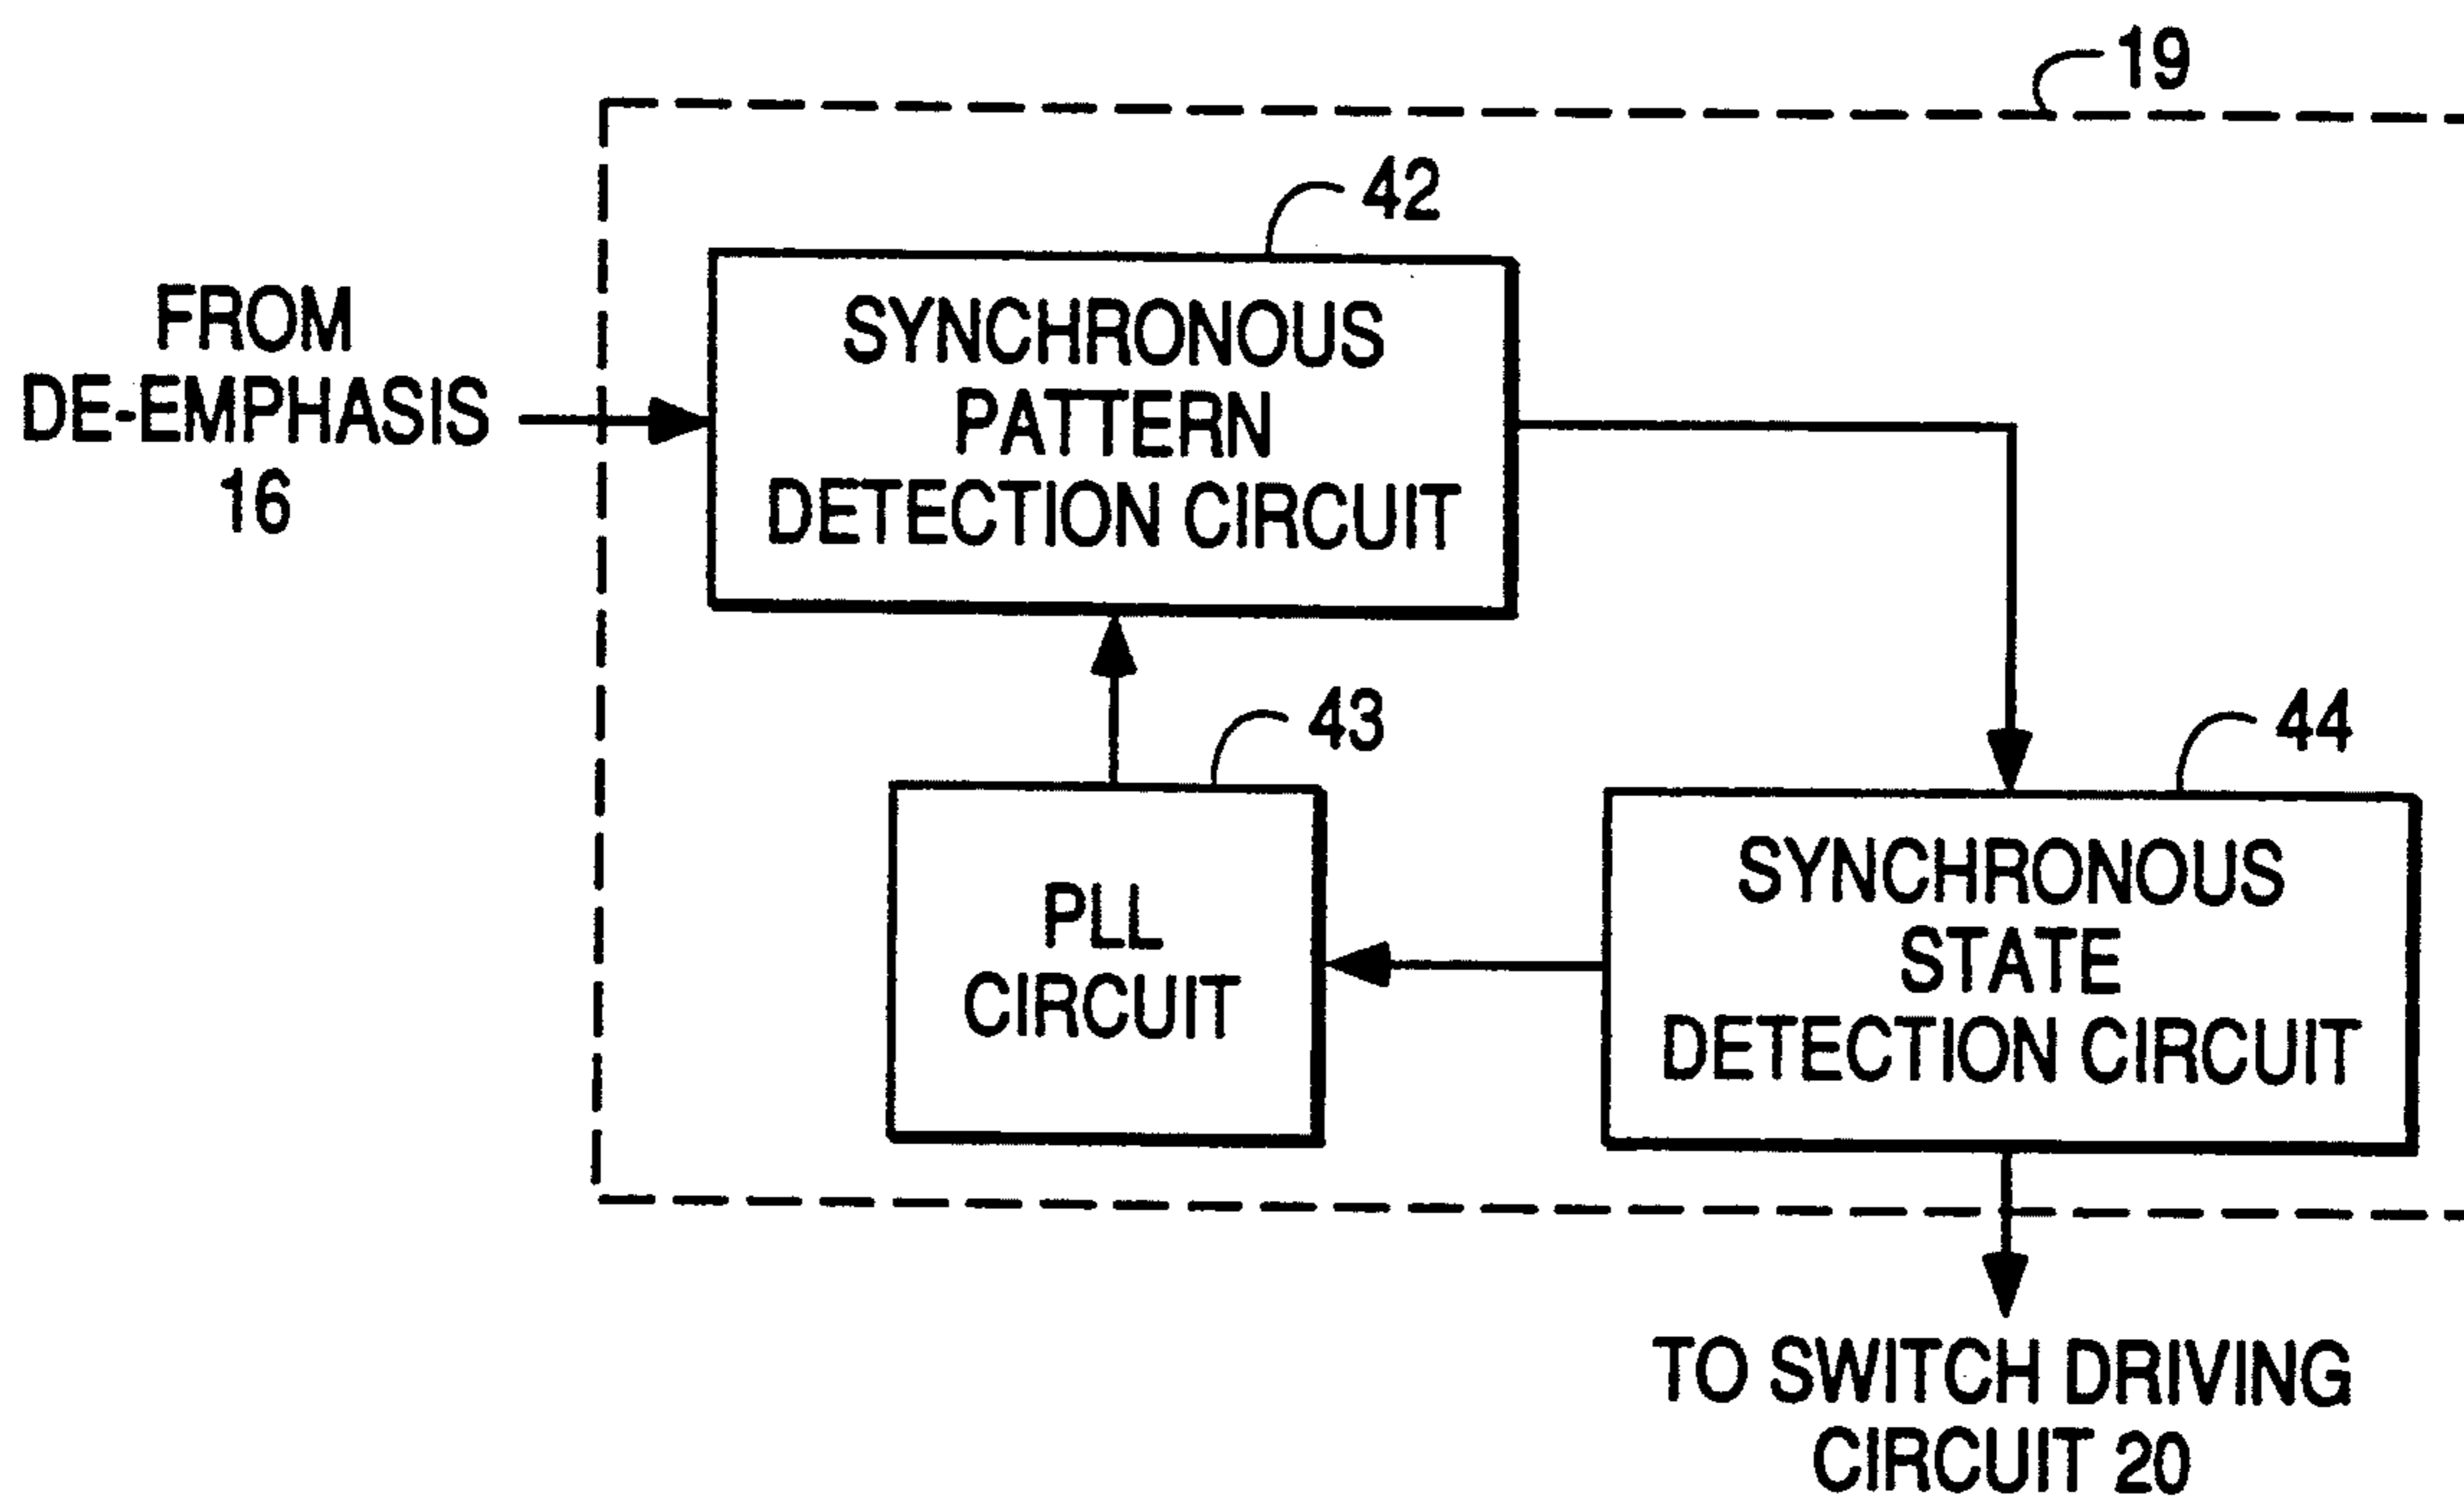 19
42
SYNCHRONOUS
PATTERN
DETECTION CIRCUIT
FROM
DE-EMPHASIS
16
43
PLL
CIRCUIT
44
SYNCHRONOUS
STATE
DETECTION CIRCUIT
TO SWITCH DRIVING
CIRCUIT 20